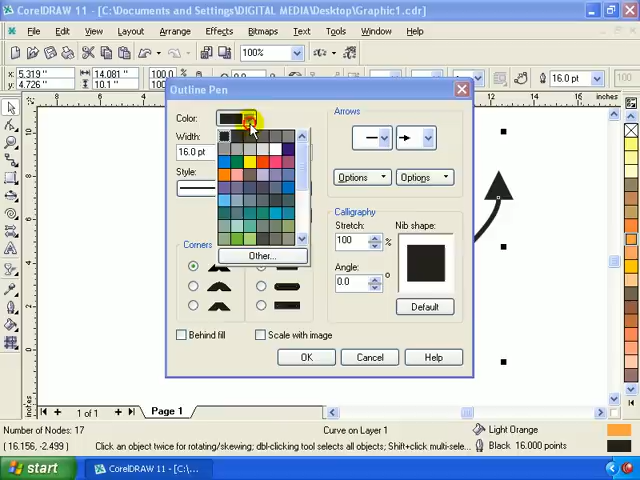 CorelDRAW 11 - [C:\Documents and Settings\DIGITAL MEDIA\Desktop\Graphic1.cdr]
File Edit View Layout Arrange Effects Bitmaps Text Tools Window Help
100%
x: 5.319 " 14.081 " 100.0
y: 4.726 10.1 " 100.0
16.0 pt
Outline Pen
Color:
Width:
16.0 pt
Style:
Other...
Corners
Behind fill
Scale with image
Arrows
Options
Options
Calligraphy
Stretch:
100 %
Angle:
0.0 °
Nib shape:
Default
OK Cancel Help
inches
1 of 1 Page 1
Number of Nodes: 17 Curve on Layer 1 Light Orange
(16.156, -2.499) Click an object twice for rotating/skewing; dbl-clicking tool selects all objects; Shift+click multi-sele... Black 16.000 points
start CorelDRAW 11 - [C:\...